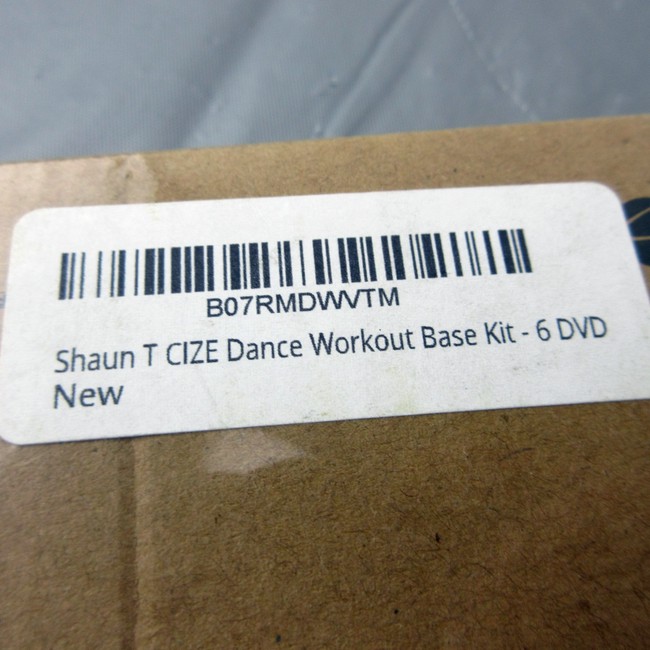 B07RMDWVTM
Shaun T CIZE Dance Workout Base Kit - 6 DVD
New